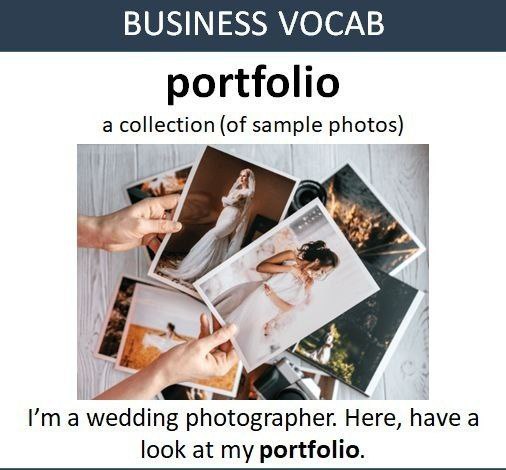 BUSINESS VOCAB
portfolio
a collection (of sample photos)
I’m a wedding photographer. Here, have a
look at my portfolio.